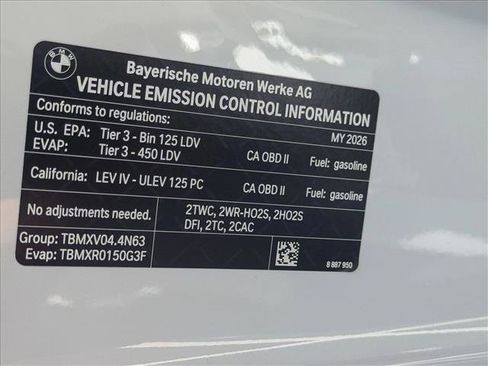 BMW
Bayerische Motoren Werke AG
VEHICLE EMISSION CONTROL INFORMATION
Conforms to regulations: MY 2026
U.S. EPA: Tier 3 - Bin 125 LDV
EVAP: Tier 3 - 450 LDV CA OBD II Fuel: gasoline
California: LEV IV - ULEV 125 PC CA OBD II Fuel: gasoline
No adjustments needed. 2TWC, 2WR-HO2S, 2HO2S
DFI, 2TC, 2CAC
Group: TBMXV04.4N63
Evap: TBMXR0150G3F
8 887 950